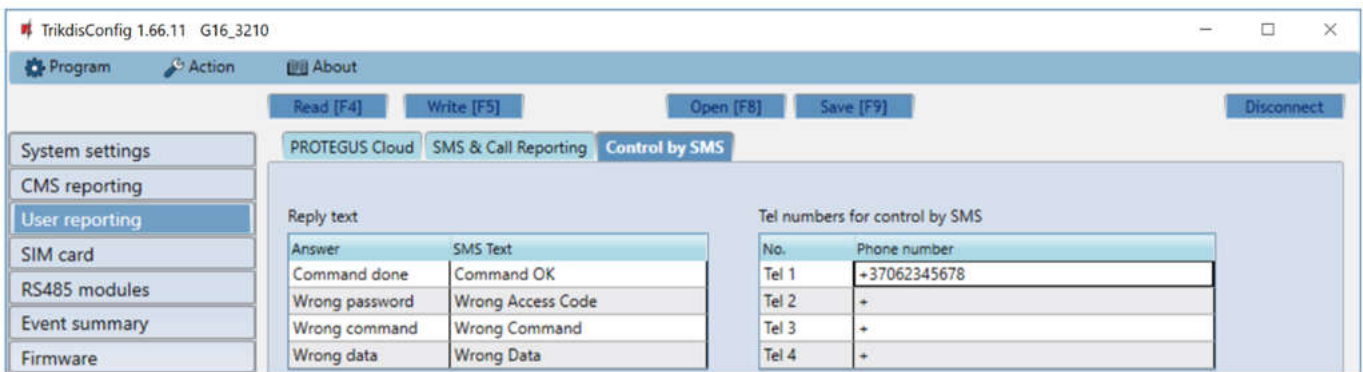 TrikdisConfig 1.66.11 G16_3210
Program Action About
Read [F4] Write [F5] Open [F8] Save [F9] Disconnect
System settings
CMS reporting
User reporting
SIM card
RS485 modules
Event summary
Firmware
PROTEGUS Cloud SMS & Call Reporting Control by SMS
Reply text
Answer SMS Text
Command done Command OK
Wrong password Wrong Access Code
Wrong command Wrong Command
Wrong data Wrong Data
Tel numbers for control by SMS
No. Phone number
Tel 1 +37062345678
Tel 2 +
Tel 3 +
Tel 4 +